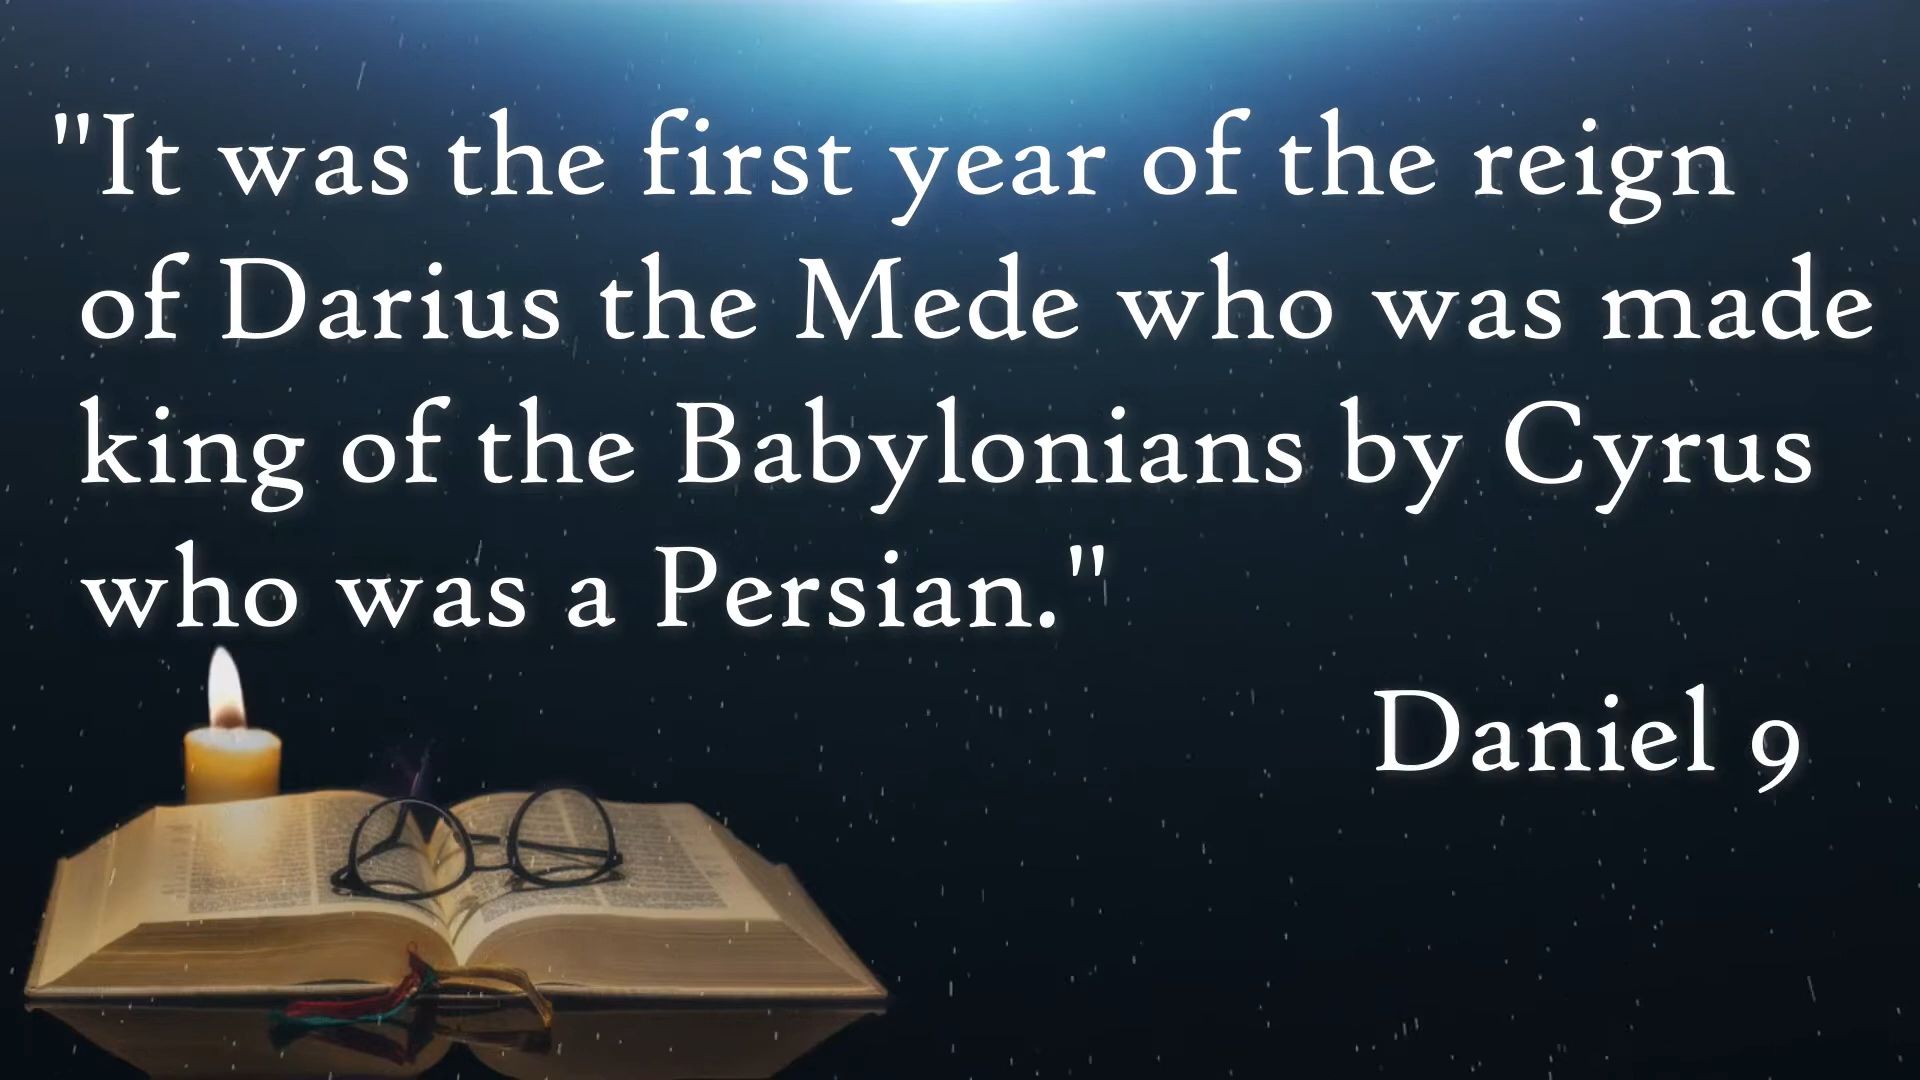 "It was the first year of the reign
of Darius the Mede who was made
king of the Babylonians by Cyrus
who was a Persian."
Daniel 9